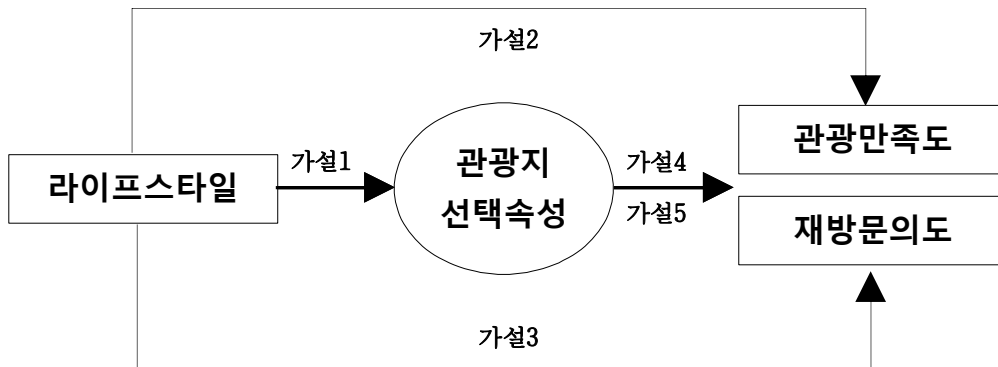 가설2
관광만족도
가설1
관광지
선택속성
가설4
라이프스타일
가설5
재방문의도
가설3